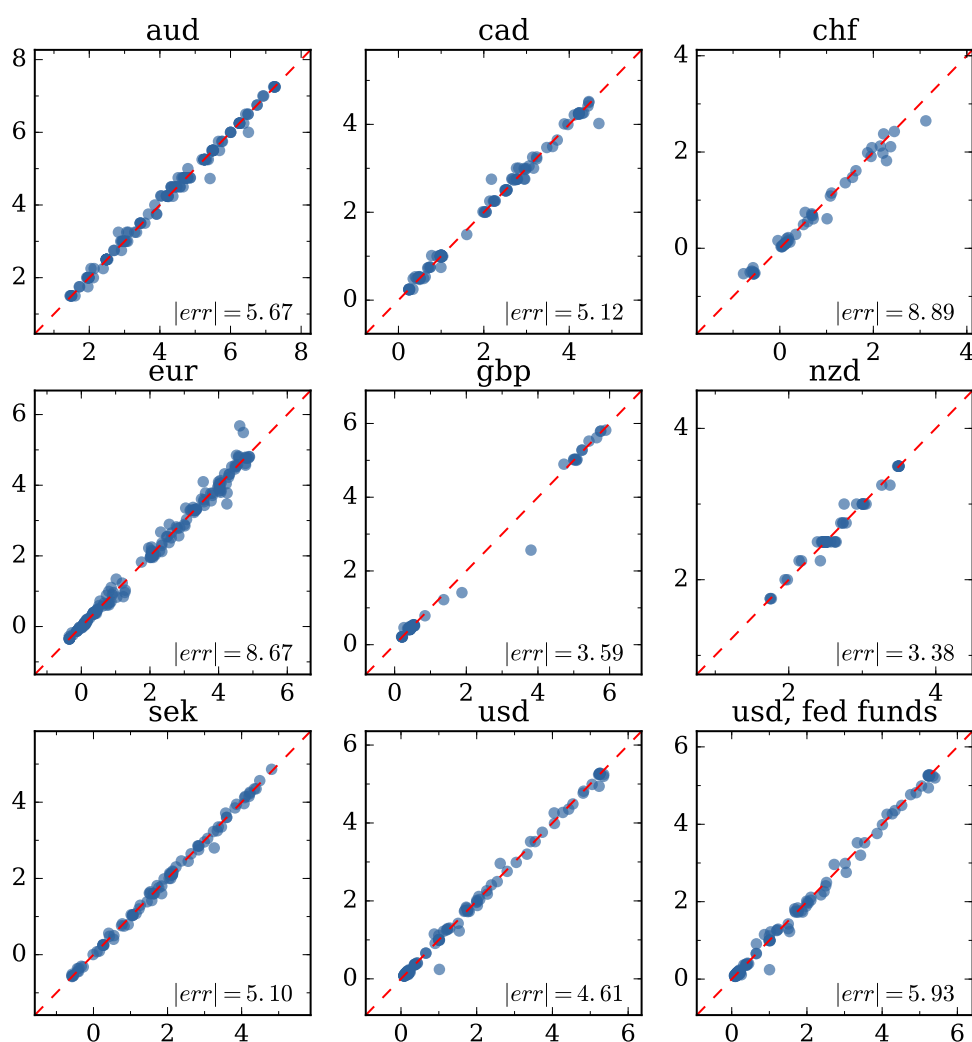 aud cad chf
8 6 4 2
4 2 0
4 2 0
|err| = 5.67 |err| = 5.12 |err| = 8.89
2 4 6 8 0 2 4 0 2 4
eur gbp nzd
6 4 2 0
6 4 2 0
4 2
|err| = 8.67 |err| = 3.59 |err| = 3.38
0 2 4 6 0 2 4 6 2 4
sek usd usd, fed funds
4 2 0
6 4 2 0
6 4 2 0
|err| = 5.10 |err| = 4.61 |err| = 5.93
0 2 4 0 2 4 6 0 2 4 6